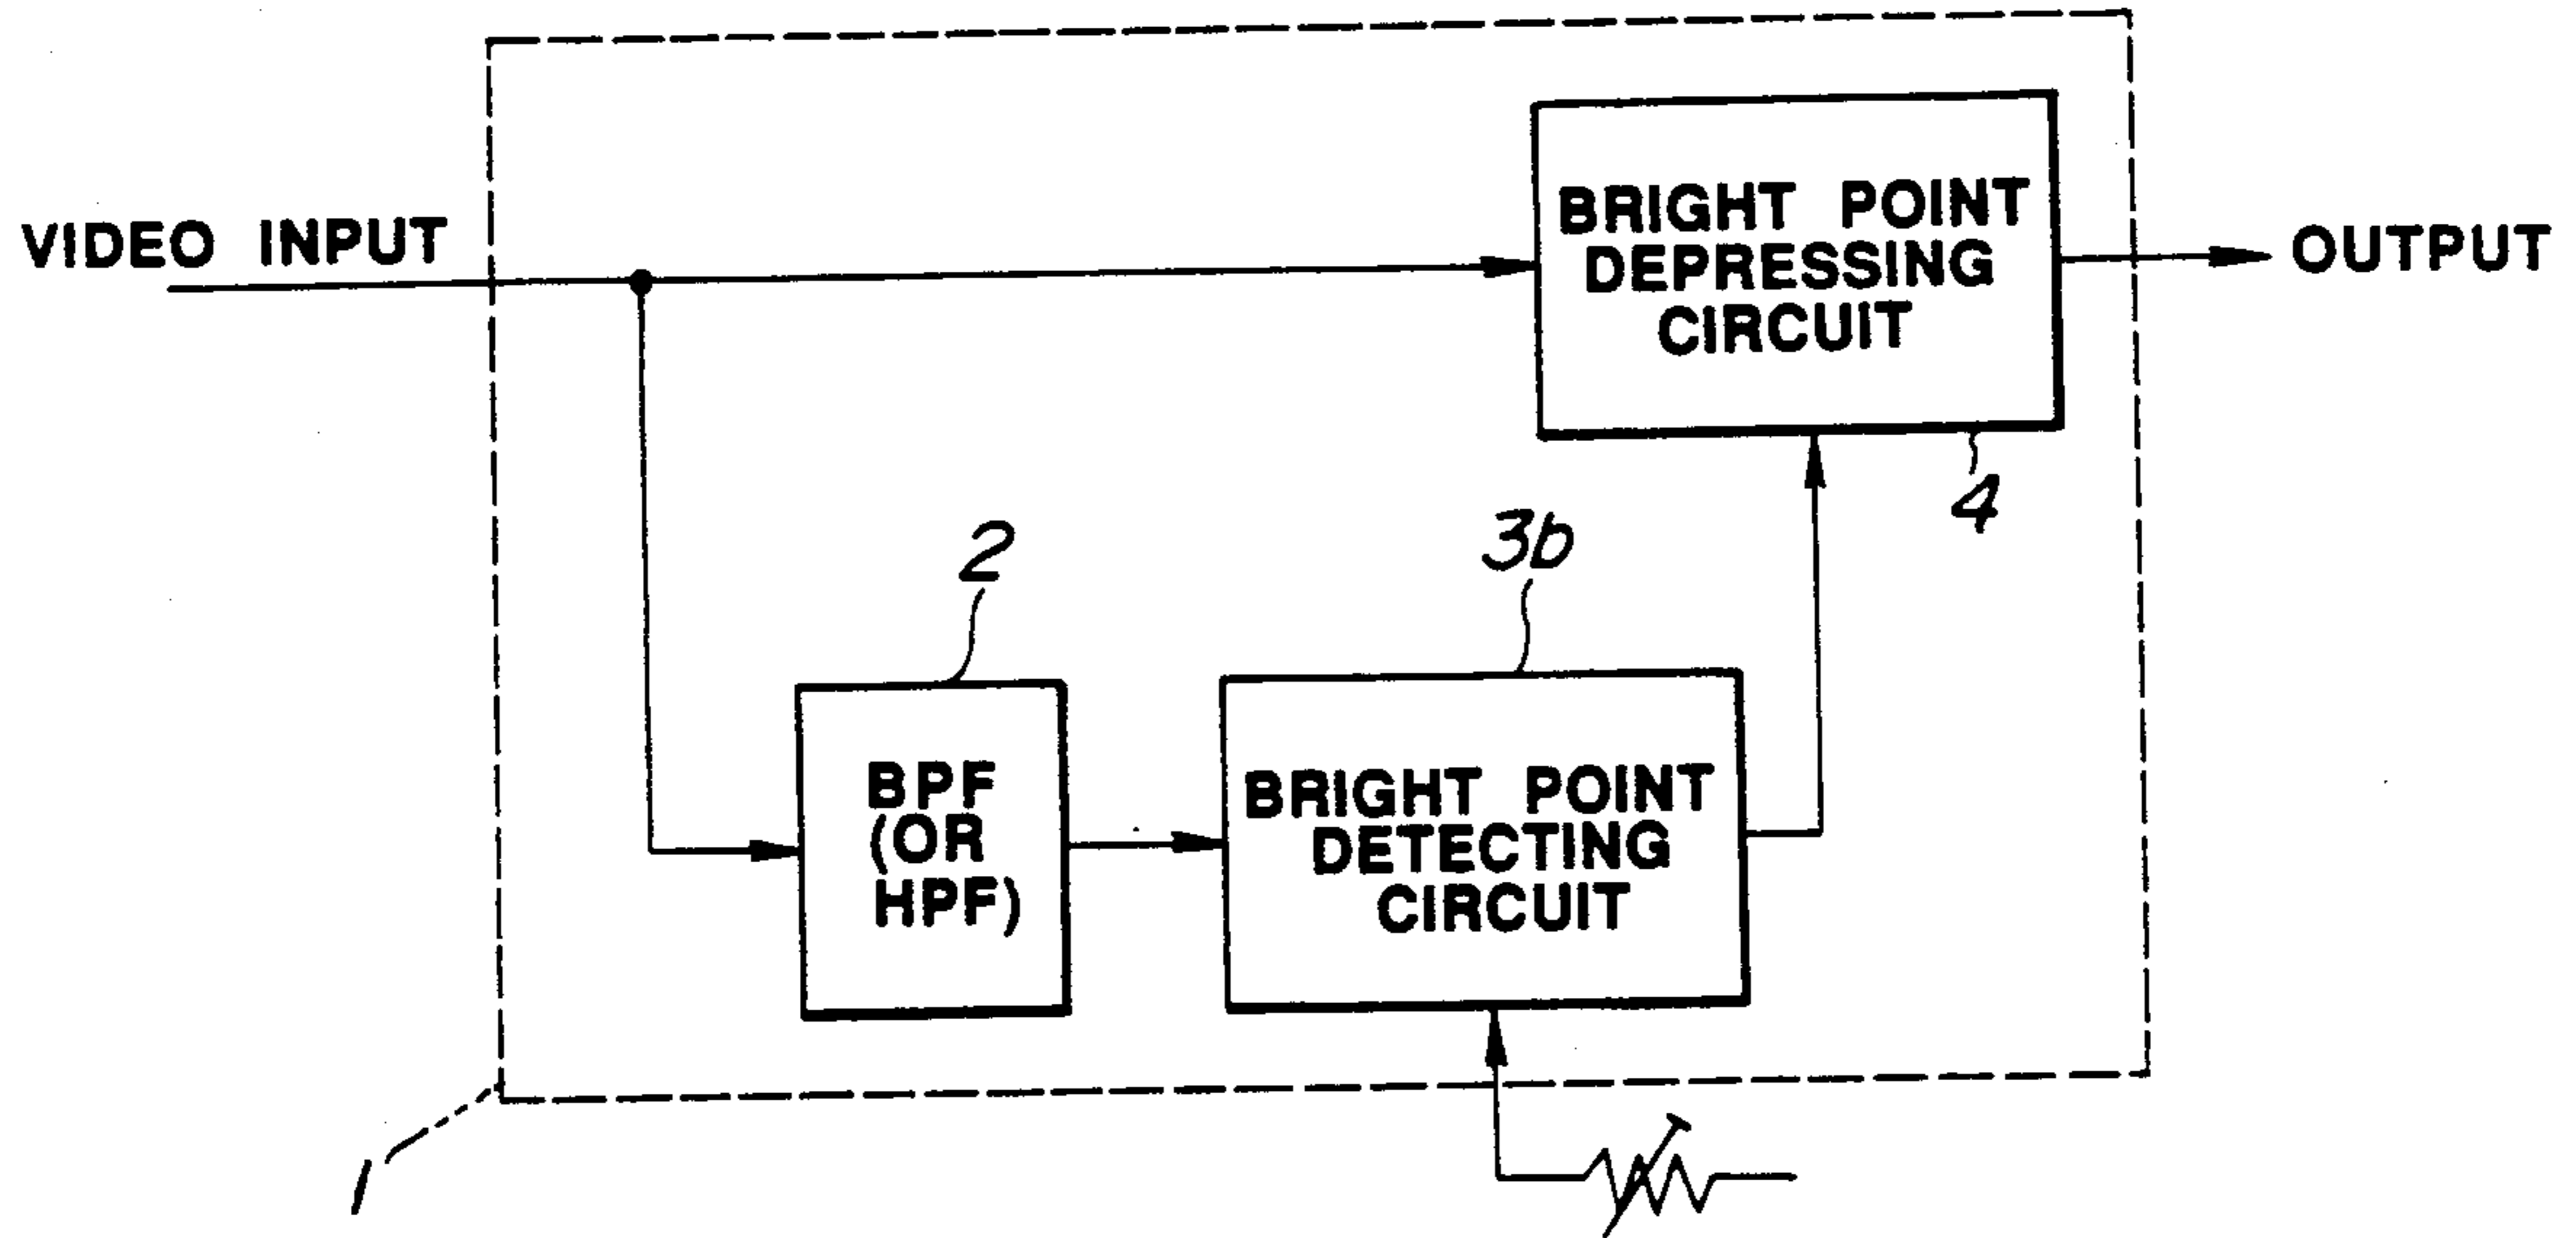 VIDEO INPUT
BRIGHT POINT
DEPRESSING
CIRCUIT
OUTPUT
4
2
3b
BPF
(OR
HPF)
BRIGHT POINT
DETECTING
CIRCUIT
1